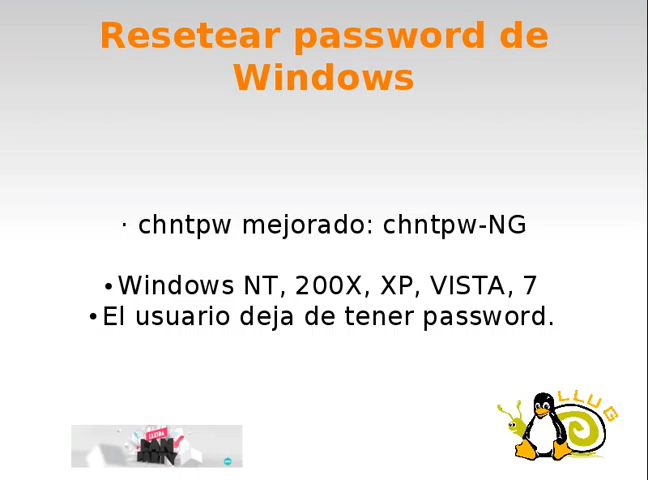 Resetear password de
Windows
· chntpw mejorado: chntpw-NG
•Windows NT, 200X, XP, VISTA, 7
•El usuario deja de tener password.
LLUG
LLEIDA